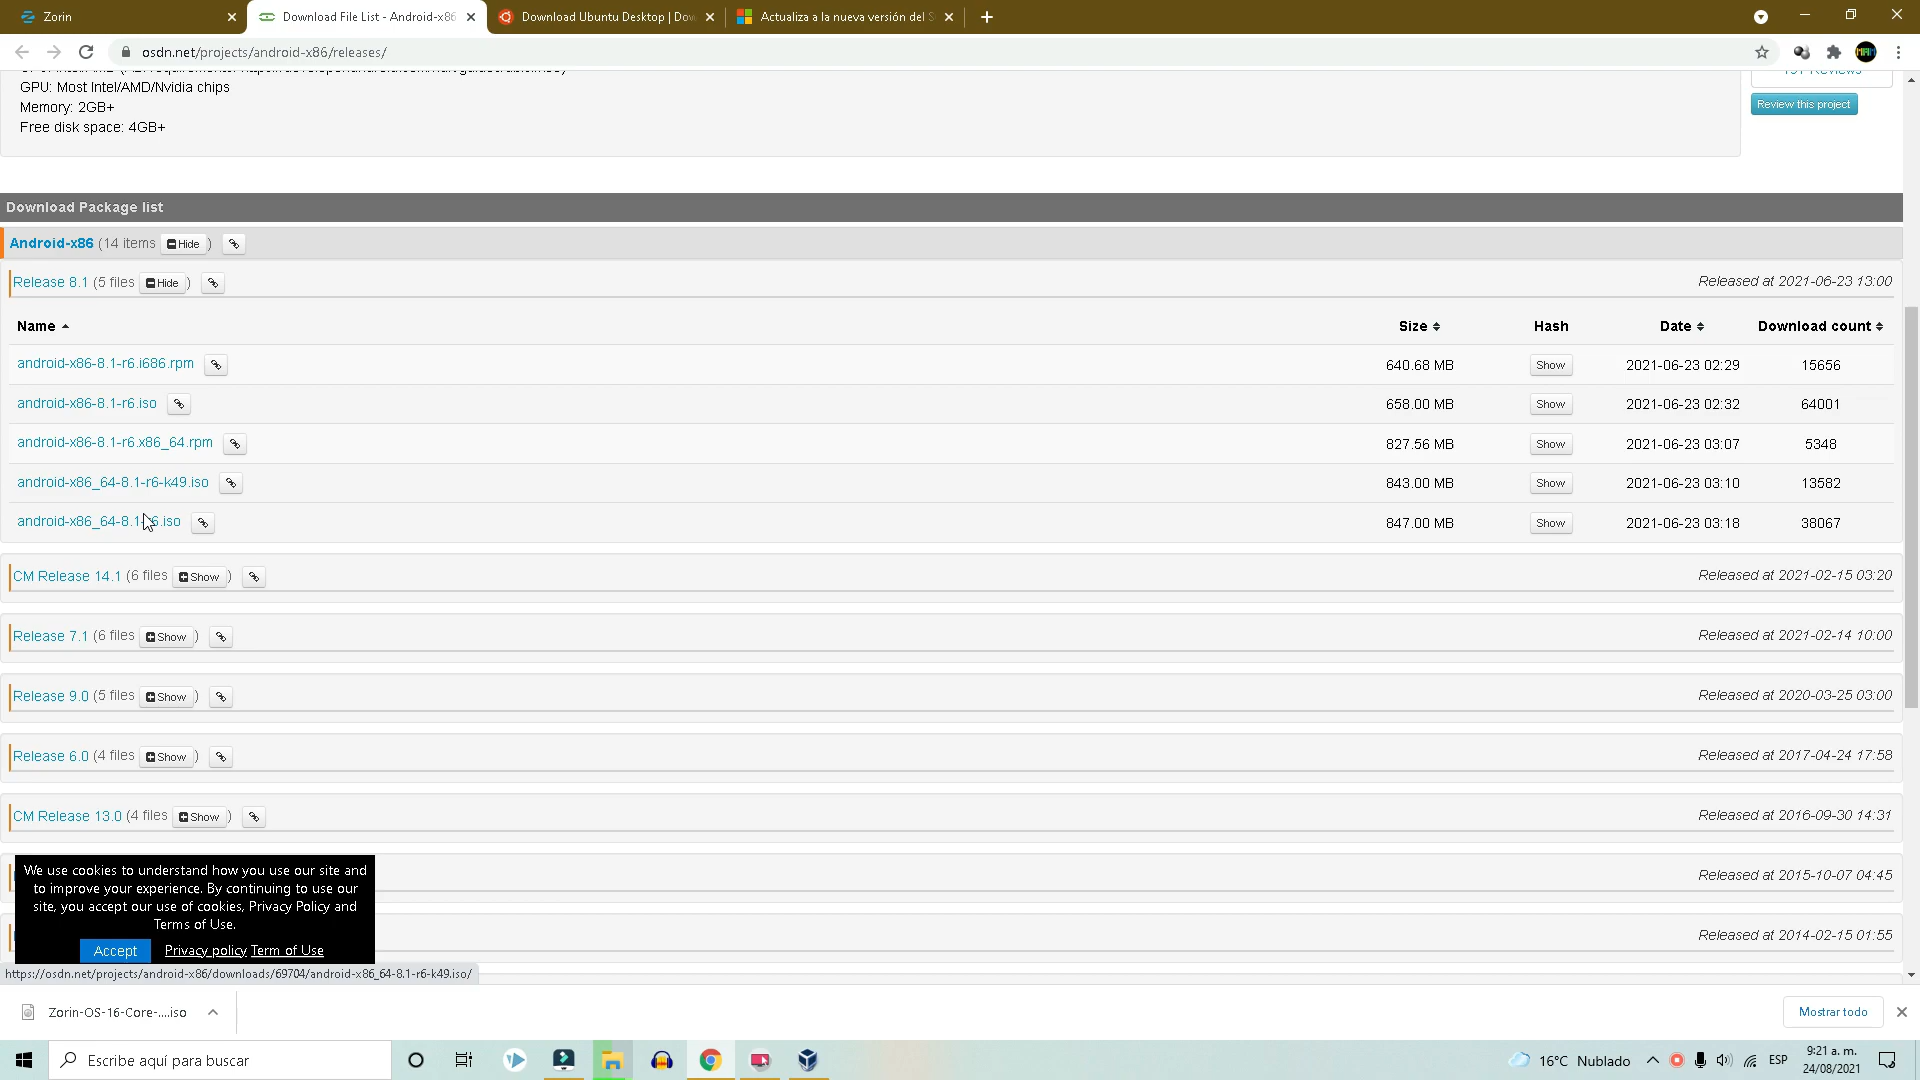 Zorin
Download File List - Android-x86
Download Ubuntu Desktop | Dow
Actualiza a la nueva versión del S
osdn.net/projects/android-x86/releases/
GPU: Most Intel/AMD/Nvidia chips
Memory: 2GB+
Free disk space: 4GB+
Review this project
Download Package list
Android-x86 (14 items Hide )
Release 8.1 (5 files Hide ) Released at 2021-06-23 13:00
Name Size Hash Date Download count
android-x86-8.1-r6.i686.rpm 640.68 MB Show 2021-06-23 02:29 15656
android-x86-8.1-r6.iso 658.00 MB Show 2021-06-23 02:32 64001
android-x86-8.1-r6.x86_64.rpm 827.56 MB Show 2021-06-23 03:07 5348
android-x86_64-8.1-r6-k49.iso 843.00 MB Show 2021-06-23 03:10 13582
android-x86_64-8.1-r6.iso 847.00 MB Show 2021-06-23 03:18 38067
CM Release 14.1 (6 files Show ) Released at 2021-02-15 03:20
Release 7.1 (6 files Show ) Released at 2021-02-14 10:00
Release 9.0 (5 files Show ) Released at 2020-03-25 03:00
Release 6.0 (4 files Show ) Released at 2017-04-24 17:58
CM Release 13.0 (4 files Show ) Released at 2016-09-30 14:31
Released at 2015-10-07 04:45
Released at 2014-02-15 01:55
We use cookies to understand how you use our site and
to improve your experience. By continuing to use our
site, you accept our use of cookies, Privacy Policy and
Terms of Use.
Accept Privacy policy Term of Use
https://osdn.net/projects/android-x86/downloads/69704/android-x86_64-8.1-r6-k49.iso/
Zorin-OS-16-Core-....iso
Mostrar todo
Escribe aquí para buscar
16°C Nublado
ESP
9:21 a. m.
24/08/2021